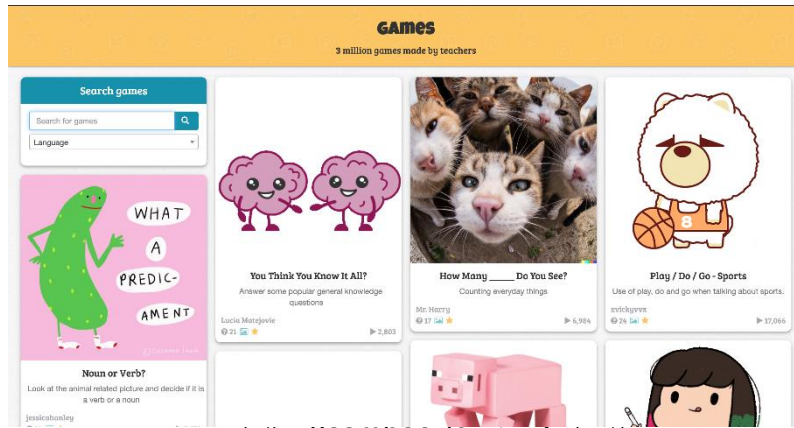 GAMES
3 million games made by teachers
Search games
Search for games
Language
WHAT
A
PREDIC-
AMENT
Noun or Verb?
Look at the animal related picture and decide if it is
a verb or a noun
jessicahanley
You Think You Know It All?
Answer some popular general knowledge
questions
Lucia Matejovie
21
2,803
How Many _____ Do You See?
Counting everyday things
Mr. Harry
17
6,984
8
Play / Do / Go - Sports
Use of play, do and go when talking about sports.
xvickyvvx
24
17,066